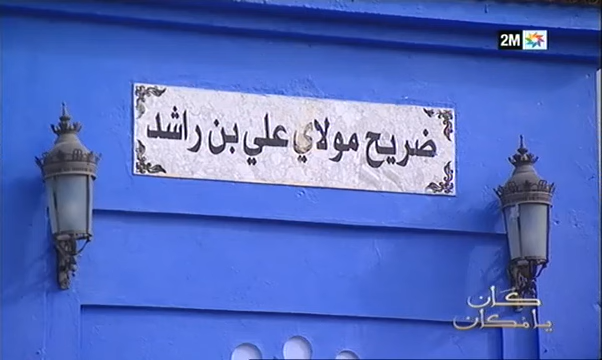 2M
ضريح مولاي علي بن راشد
كان
يا مكان